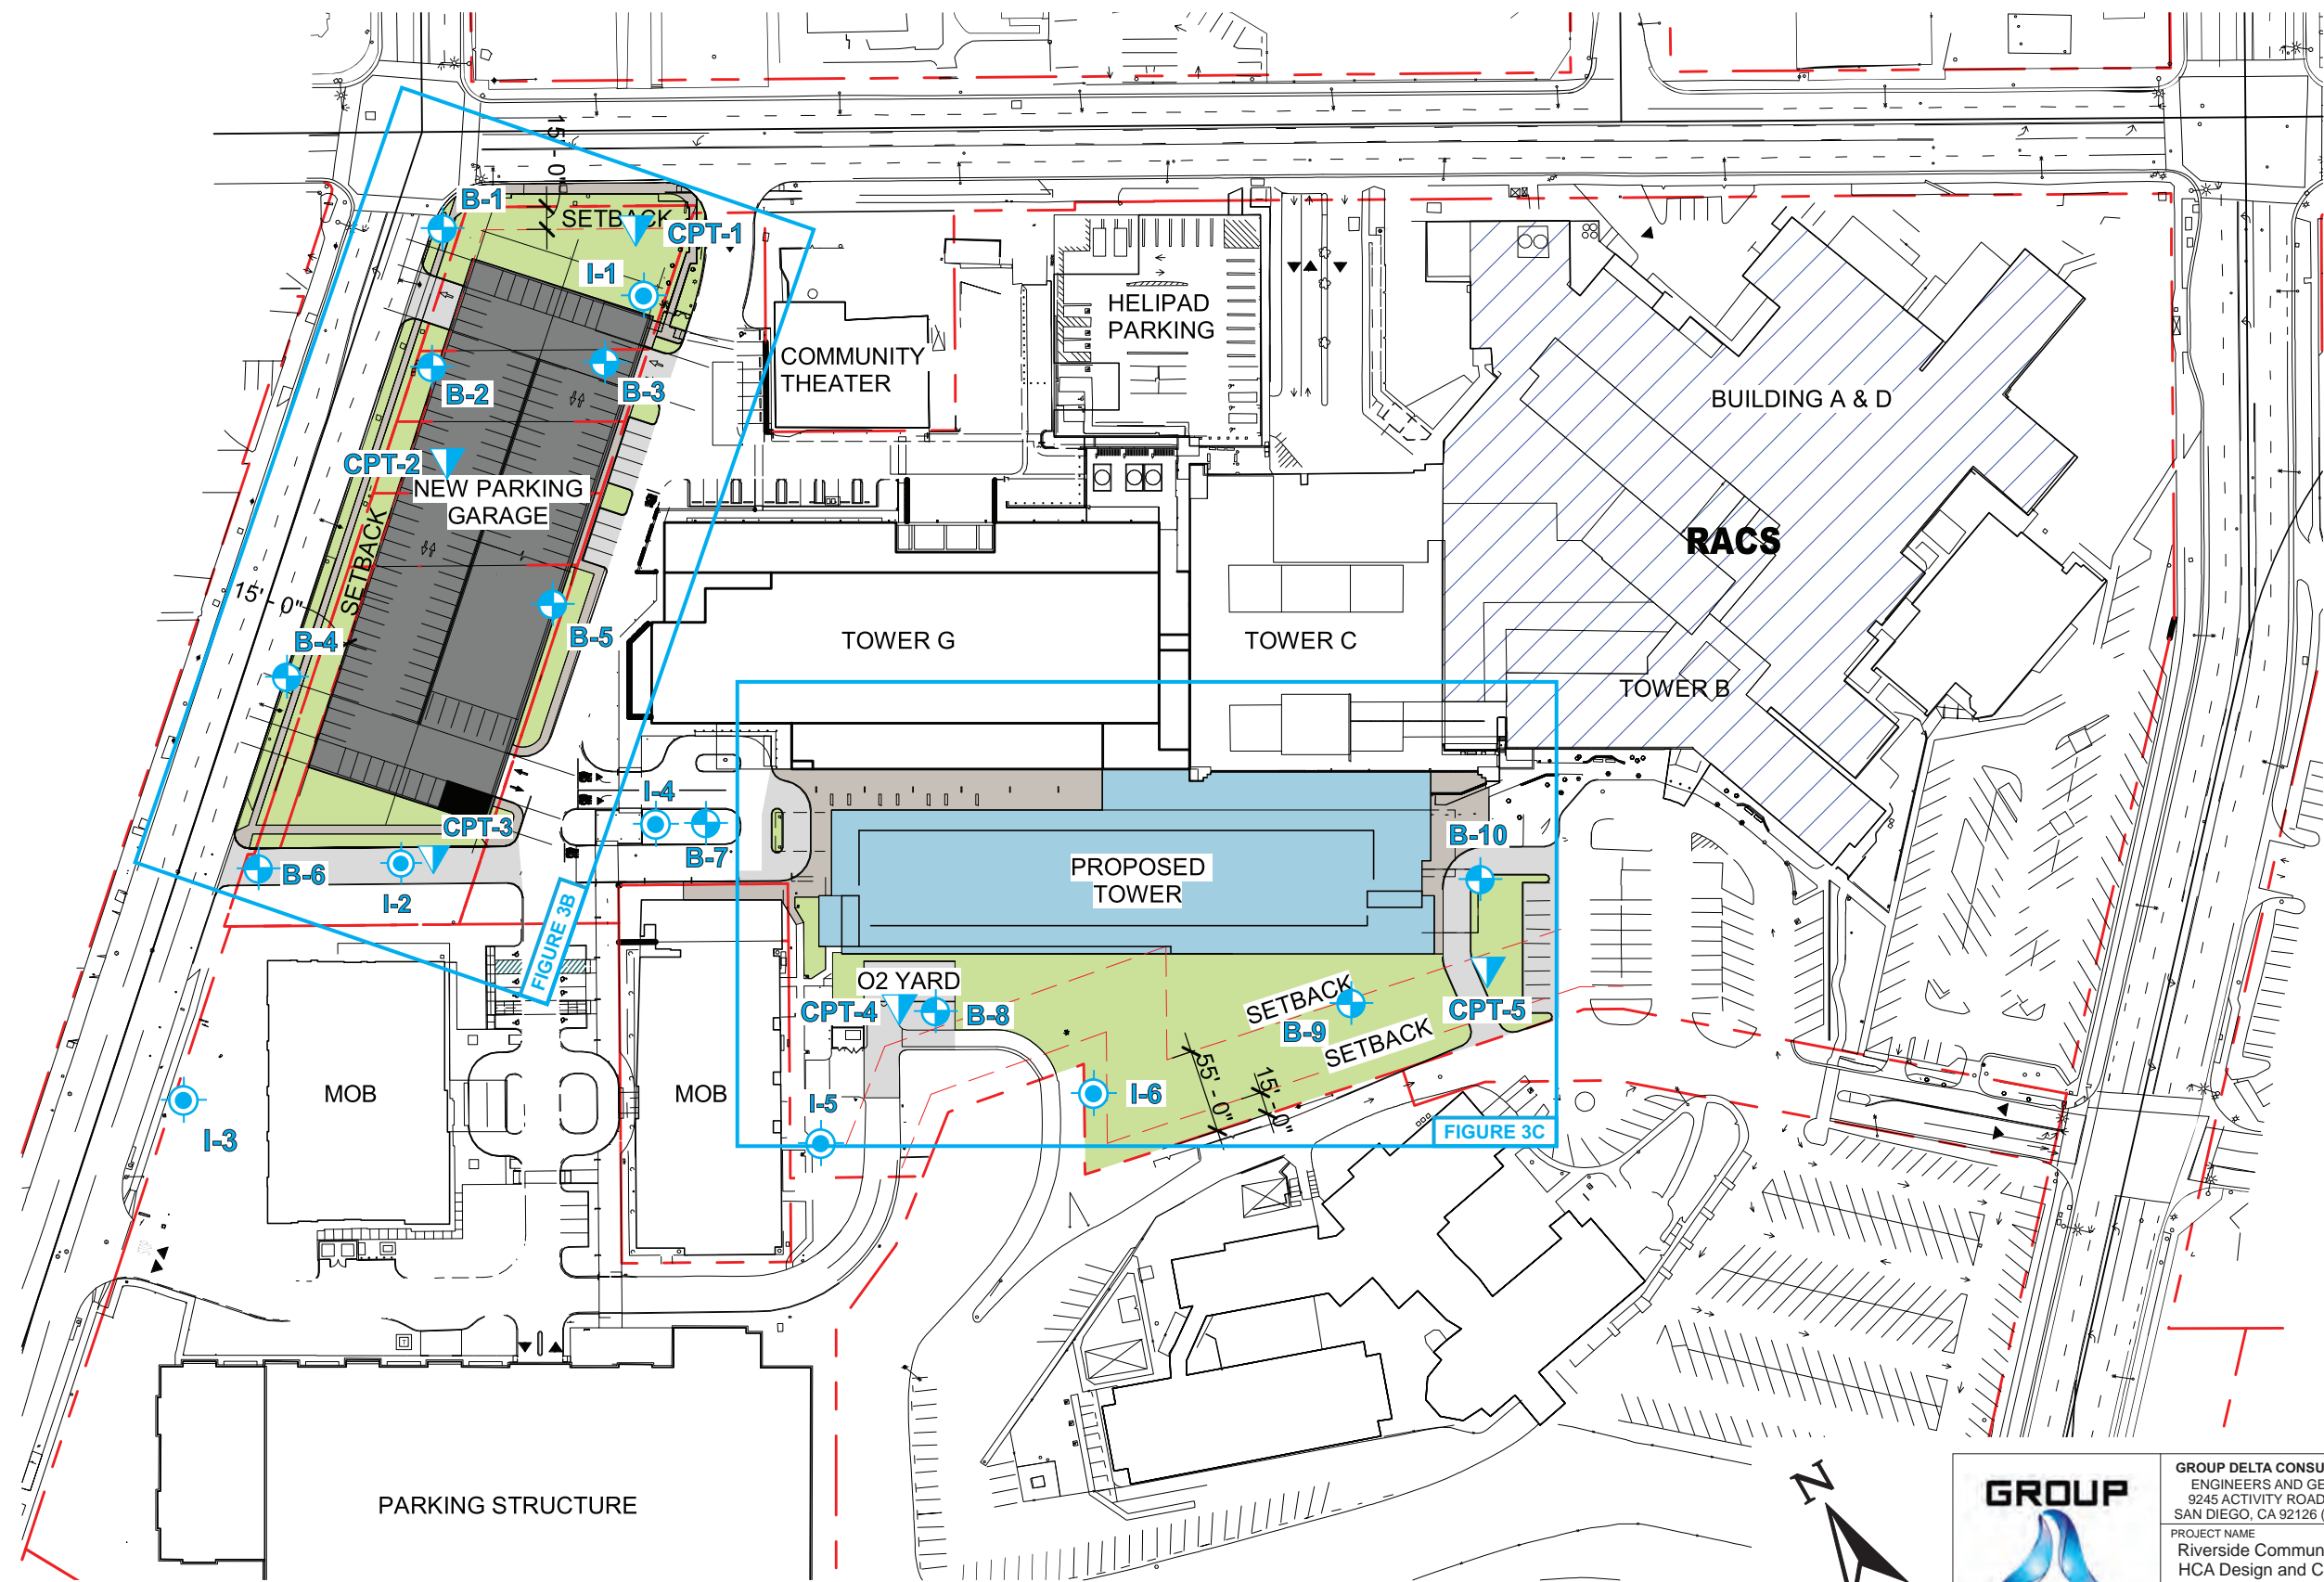 15' - 0"
B-1
SETBACK
CPT-1
I-1
HELIPAD
PARKING
COMMUNITY
THEATER
B-2
B-3
BUILDING A & D
CPT-2
NEW PARKING
GARAGE
SETBACK
RACS
15' - 0"
B-4
B-5
TOWER G
TOWER C
TOWER B
I-4
CPT-3
B-7
B-10
PROPOSED
TOWER
B-6
I-2
FIGURE 3B
O2 YARD
CPT-4
B-8
SETBACK
B-9
SETBACK
CPT-5
55' - 0"
15' - 0"
MOB
MOB
I-5
I-6
I-3
FIGURE 3C
PARKING STRUCTURE
N
GROUP
GROUP DELTA
ENGINEERS AND
9245 ACTIVITY ROAD
SAN DIEGO, CA 92126 (
PROJECT NAME
Riverside
HCA Design and